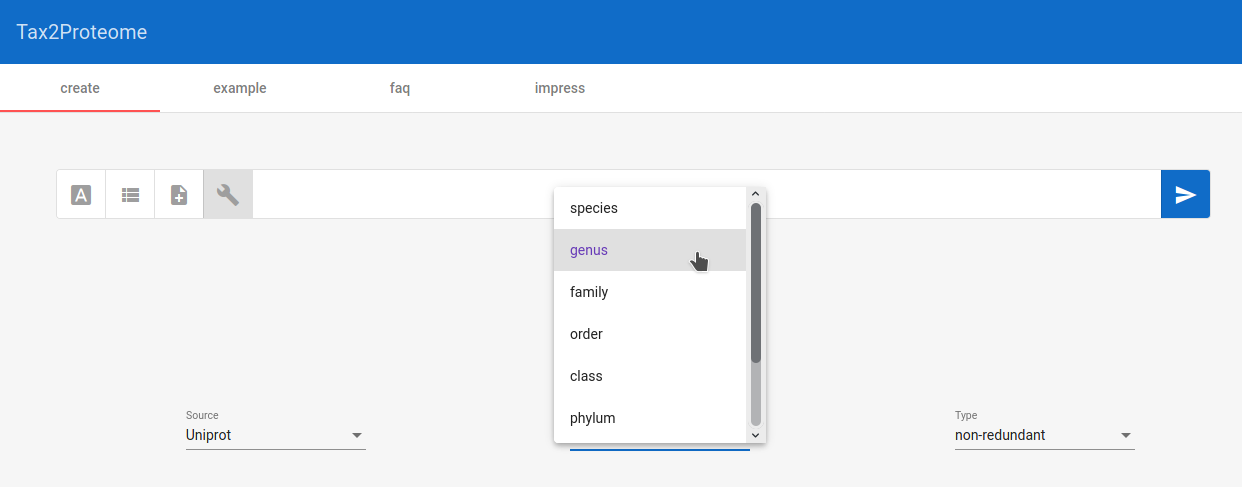 Tax2Proteome
create example faq impress
A
species
genus
family
order
class
phylum
Source
Uniprot
Type
non-redundant